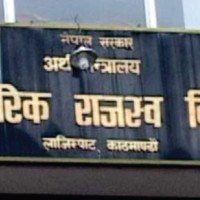 नेपाल सरकार
अर्थ मन्त्रालय
रिक राजस्व वि
लाजिम्पाट, काठमाण्डौ